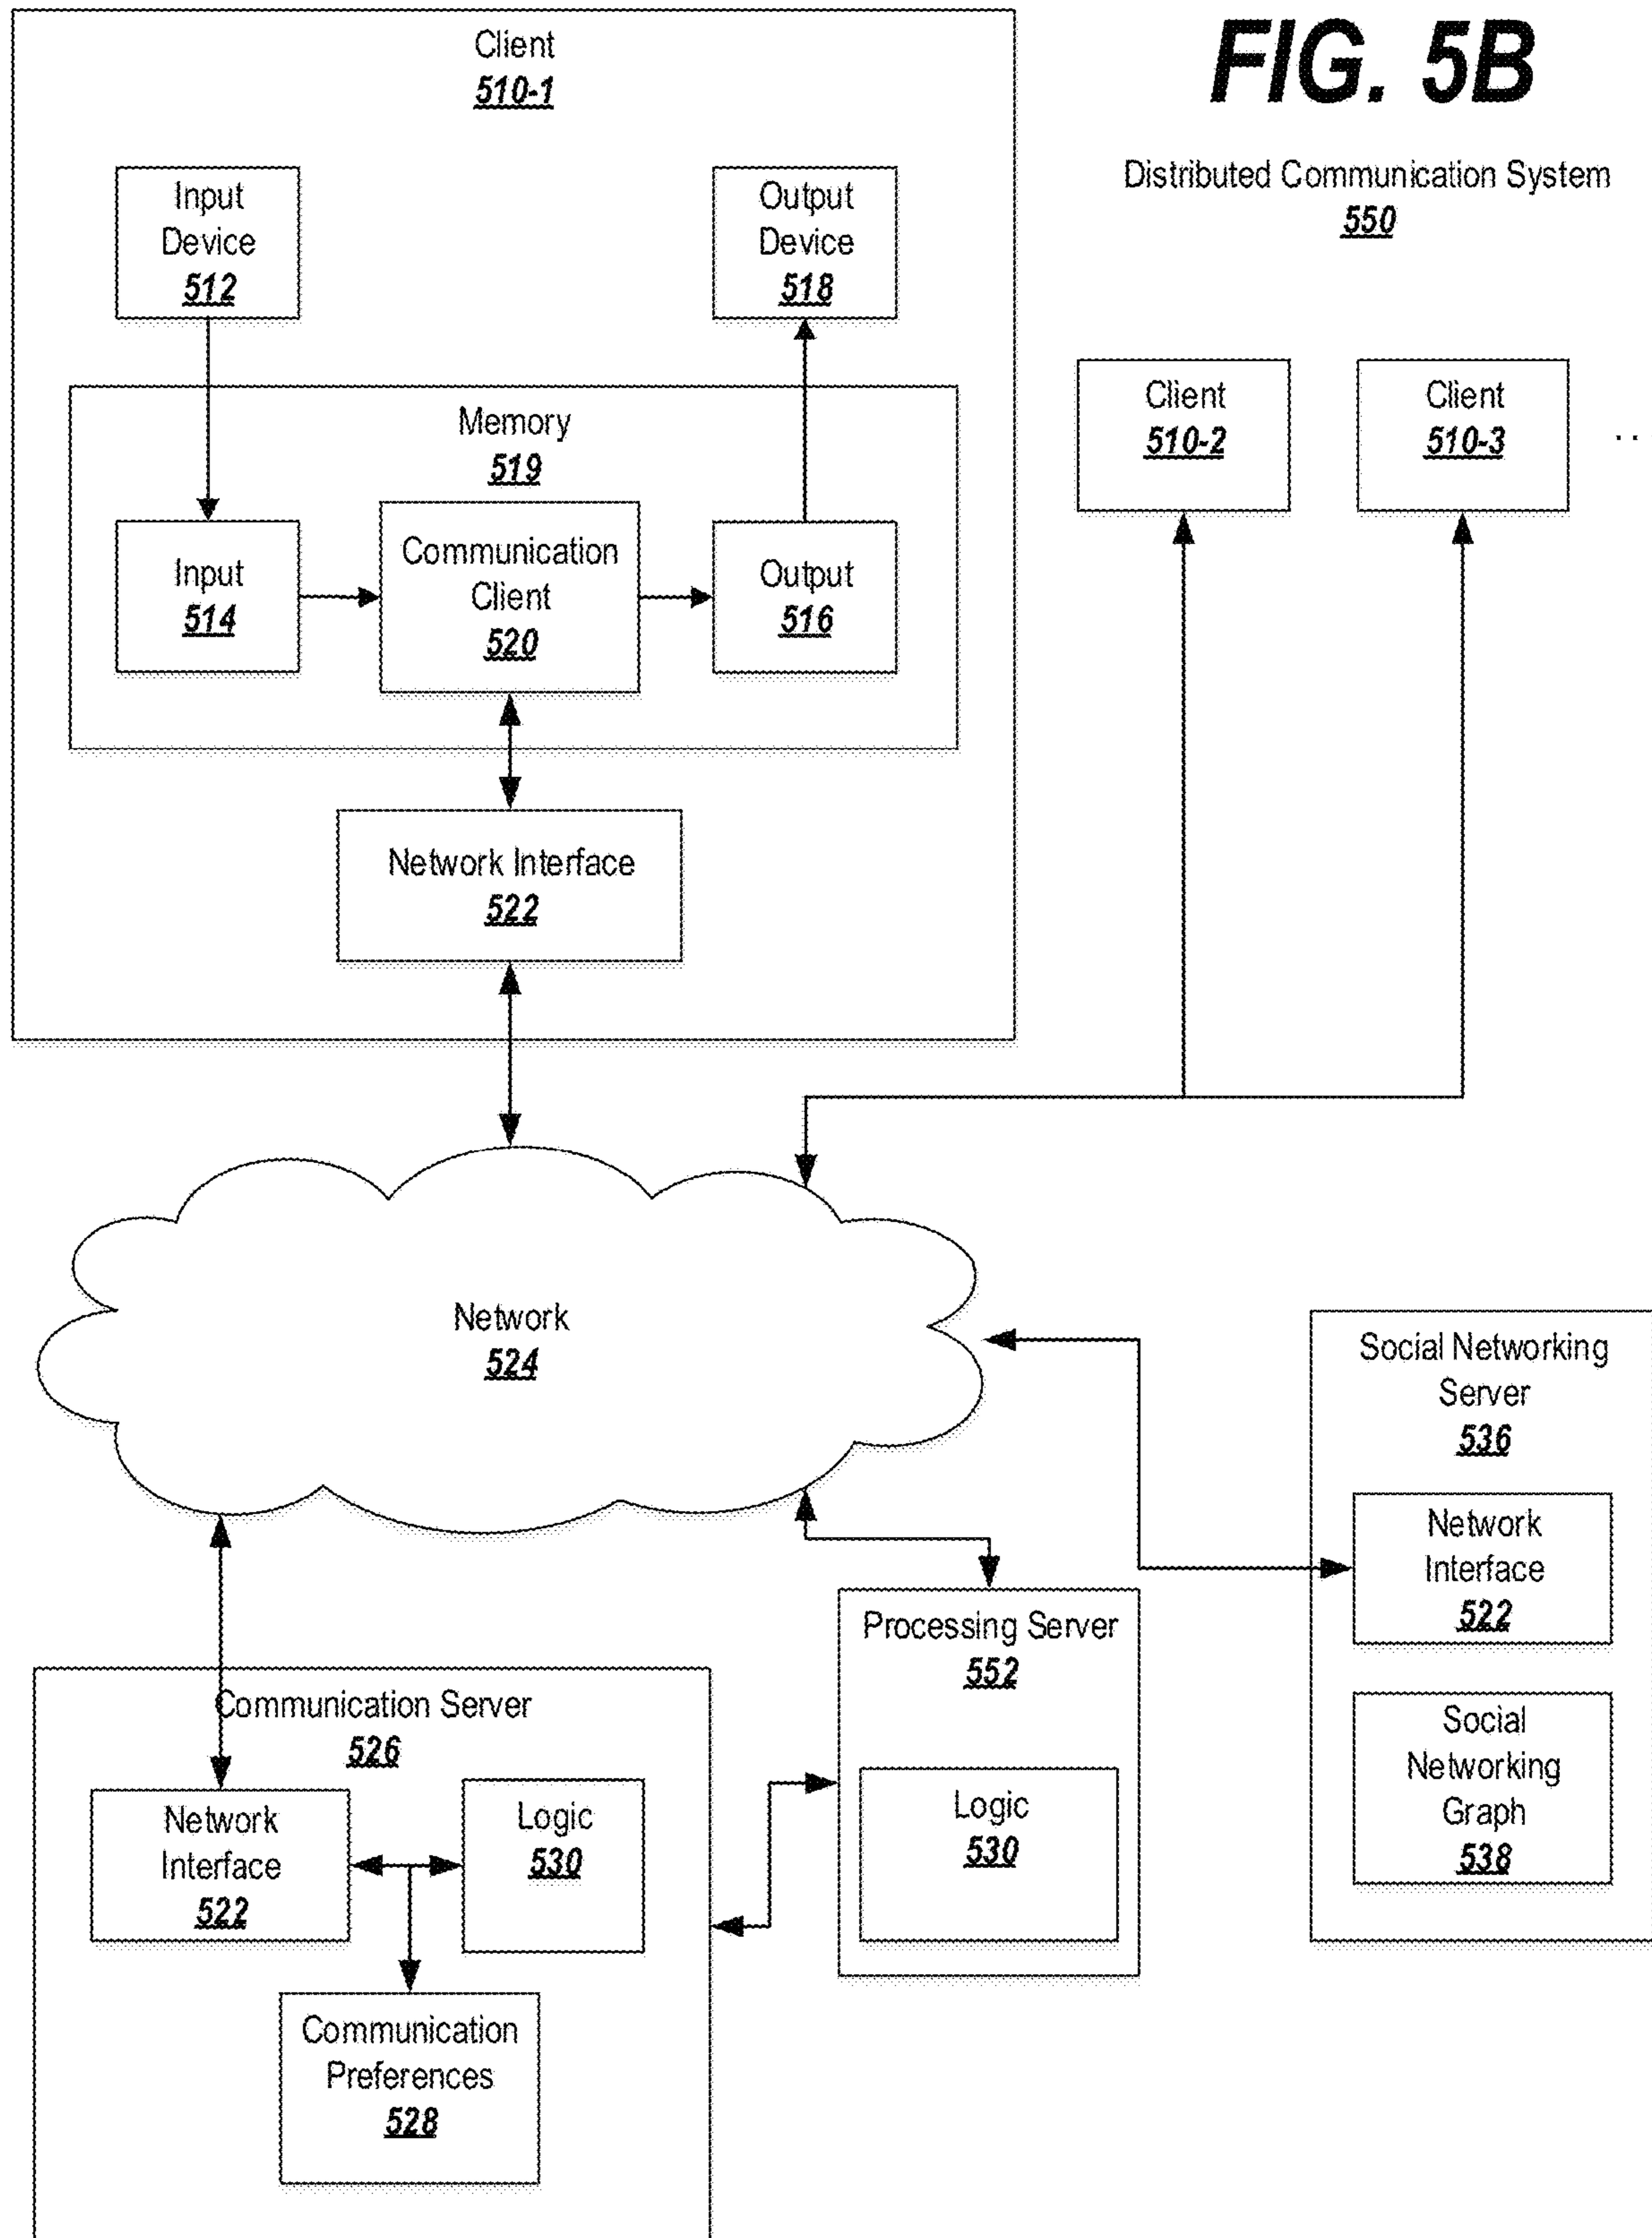 FIG. 5B
Distributed Communication System
550
Client
510-1
Input
Device
512
Output
Device
518
Memory
519
Input
514
Communication
Client
520
Output
516
Network Interface
522
Client
510-2
Client
510-3
..
Network
524
Social Networking
Server
536
Network
Interface
522
Social
Networking
Graph
538
Processing Server
552
Logic
530
Communication Server
526
Network
Interface
522
Logic
530
Communication
Preferences
528